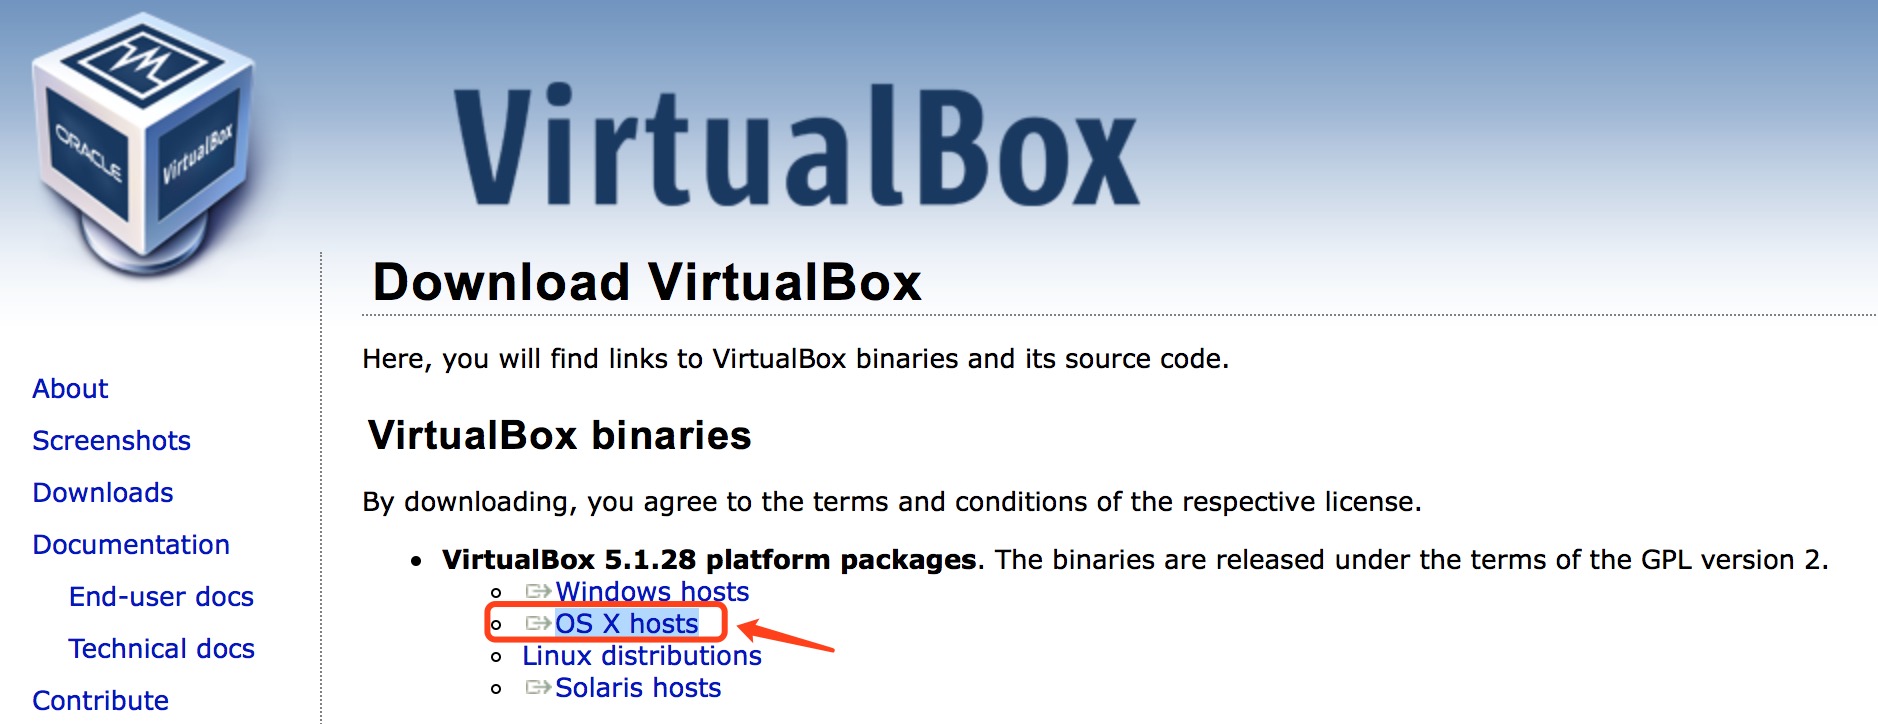 ORACLE
VirtualBox
VirtualBox
Download VirtualBox
Here, you will find links to VirtualBox binaries and its source code.
About
Screenshots
Downloads
Documentation
End-user docs
Technical docs
Contribute
VirtualBox binaries
By downloading, you agree to the terms and conditions of the respective license.
VirtualBox 5.1.28 platform packages. The binaries are released under the terms of the GPL version 2.
Windows hosts
OS X hosts
Linux distributions
Solaris hosts